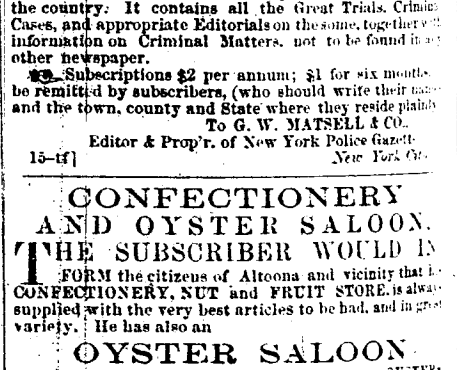 the country. It contains all the Great Trials, Criminal
Cases, and appropriate Editorials on the same, together with
information on Criminal Matters, not to be found in any
other newspaper.
Subscriptions $2 per annum; $1 for six months,
be remitted by subscribers, (who should write their
and the town, county and State where they reside plainly
To G. W. MATSELL & CO.,
Editor & Prop'r. of New York Police Gazette
15-tf] New York City
CONFECTIONERY
AND OYSTER SALOON.
THE SUBSCRIBER WOULD IN
FORM the citizens of Altoona and vicinity that
CONFECTIONERY, NUT and FRUIT STORE, is always
supplied with the very best articles to be had, and in great
variety. He has also an
OYSTER SALOON